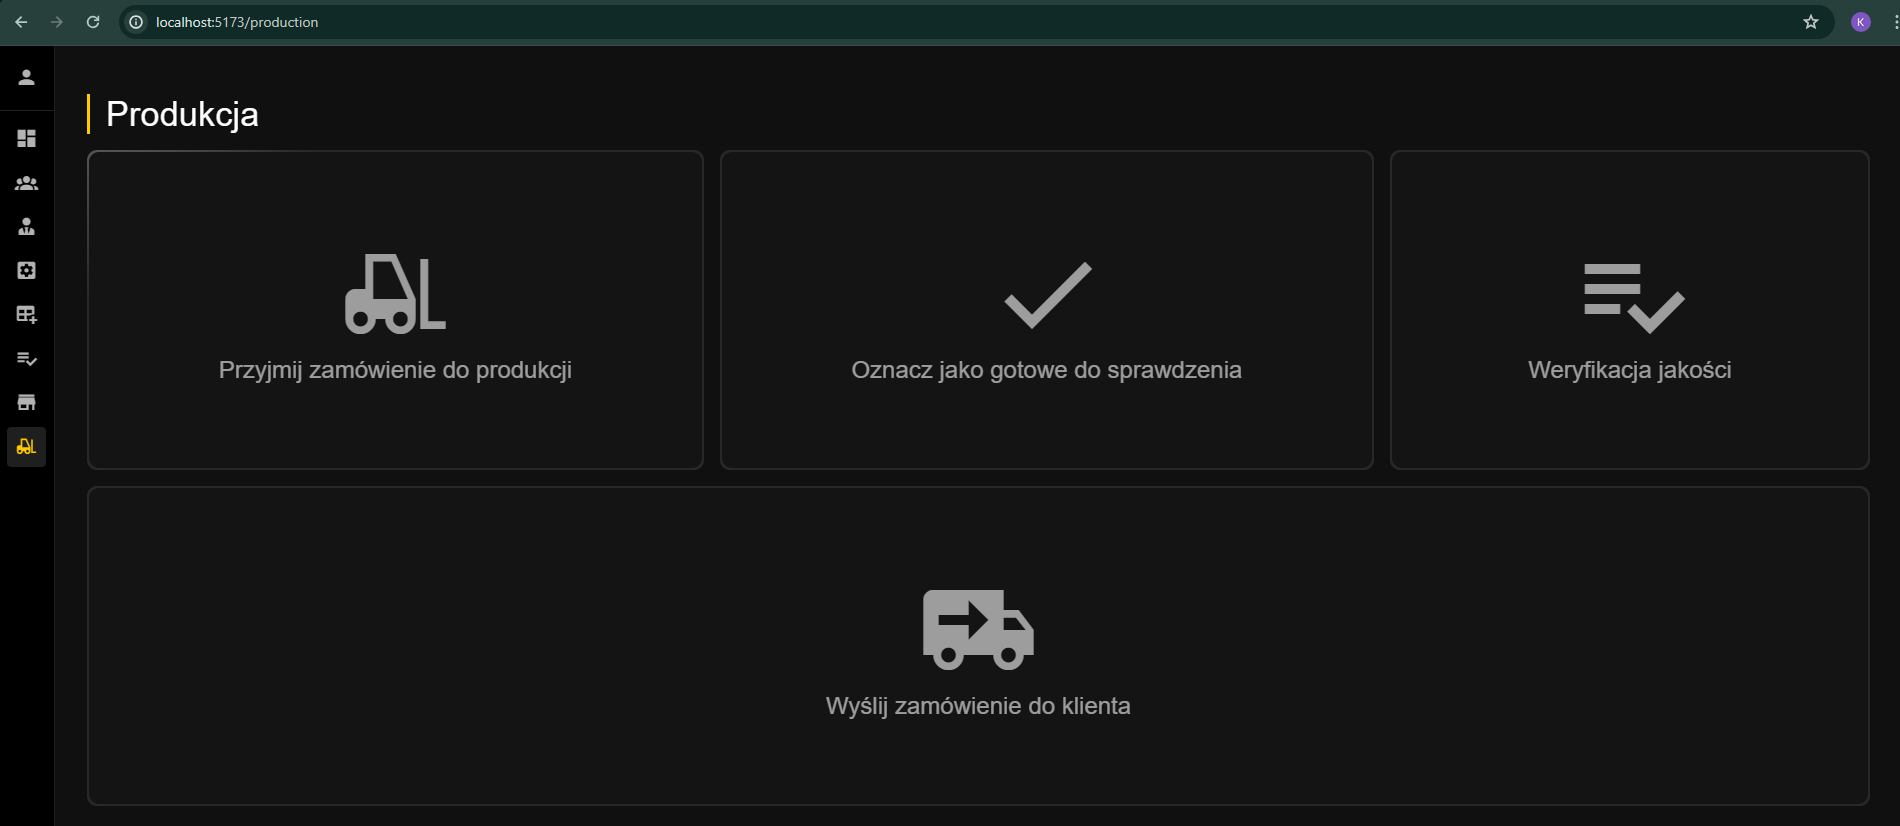 localhost:5173/production
K
Produkcja
Przyjmij zamówienie do produkcji
Oznacz jako gotowe do sprawdzenia
Weryfikacja jakości
Wyślij zamówienie do klienta